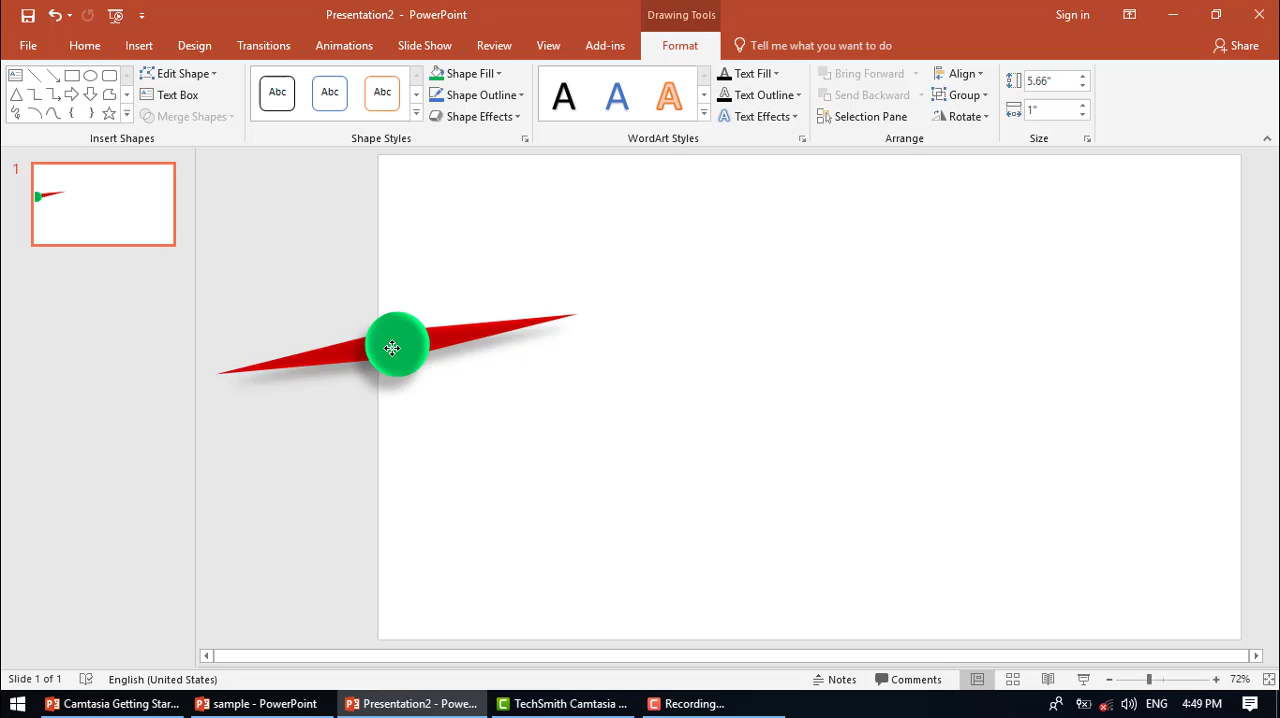 Presentation2 - PowerPoint
Drawing Tools
Sign in
File
Home
Insert
Design
Transitions
Animations
Slide Show
Review
View
Add-ins
Format
Tell me what you want to do
Share
Edit Shape
Text Box
Merge Shapes
Insert Shapes
Abc
Abc
Abc
Shape Fill
Shape Outline
Shape Effects
Shape Styles
A
A
A
Text Fill
Text Outline
Text Effects
WordArt Styles
Bring Forward
Send Backward
Selection Pane
Align
Group
Rotate
Arrange
5.66"
1"
Size
1
Slide 1 of 1
English (United States)
Notes
Comments
72%
Camtasia Getting Star...
sample - PowerPoint
Presentation2 - Powe...
TechSmith Camtasia ...
Recording...
ENG
4:49 PM